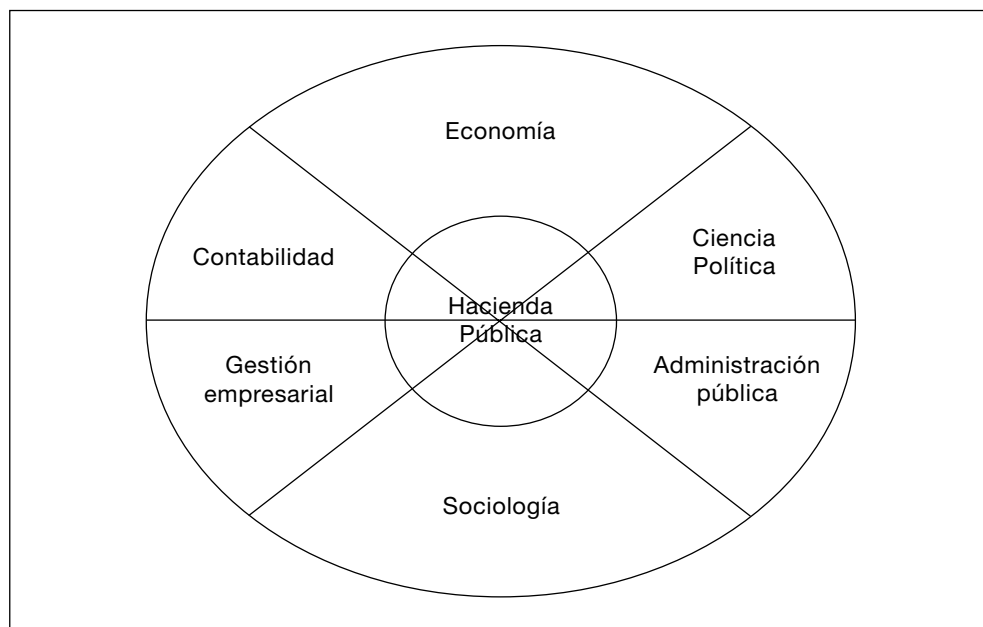 Economía
Ciencia
Política
Contabilidad
Hacienda
Pública
Gestión
empresarial
Administración
pública
Sociología